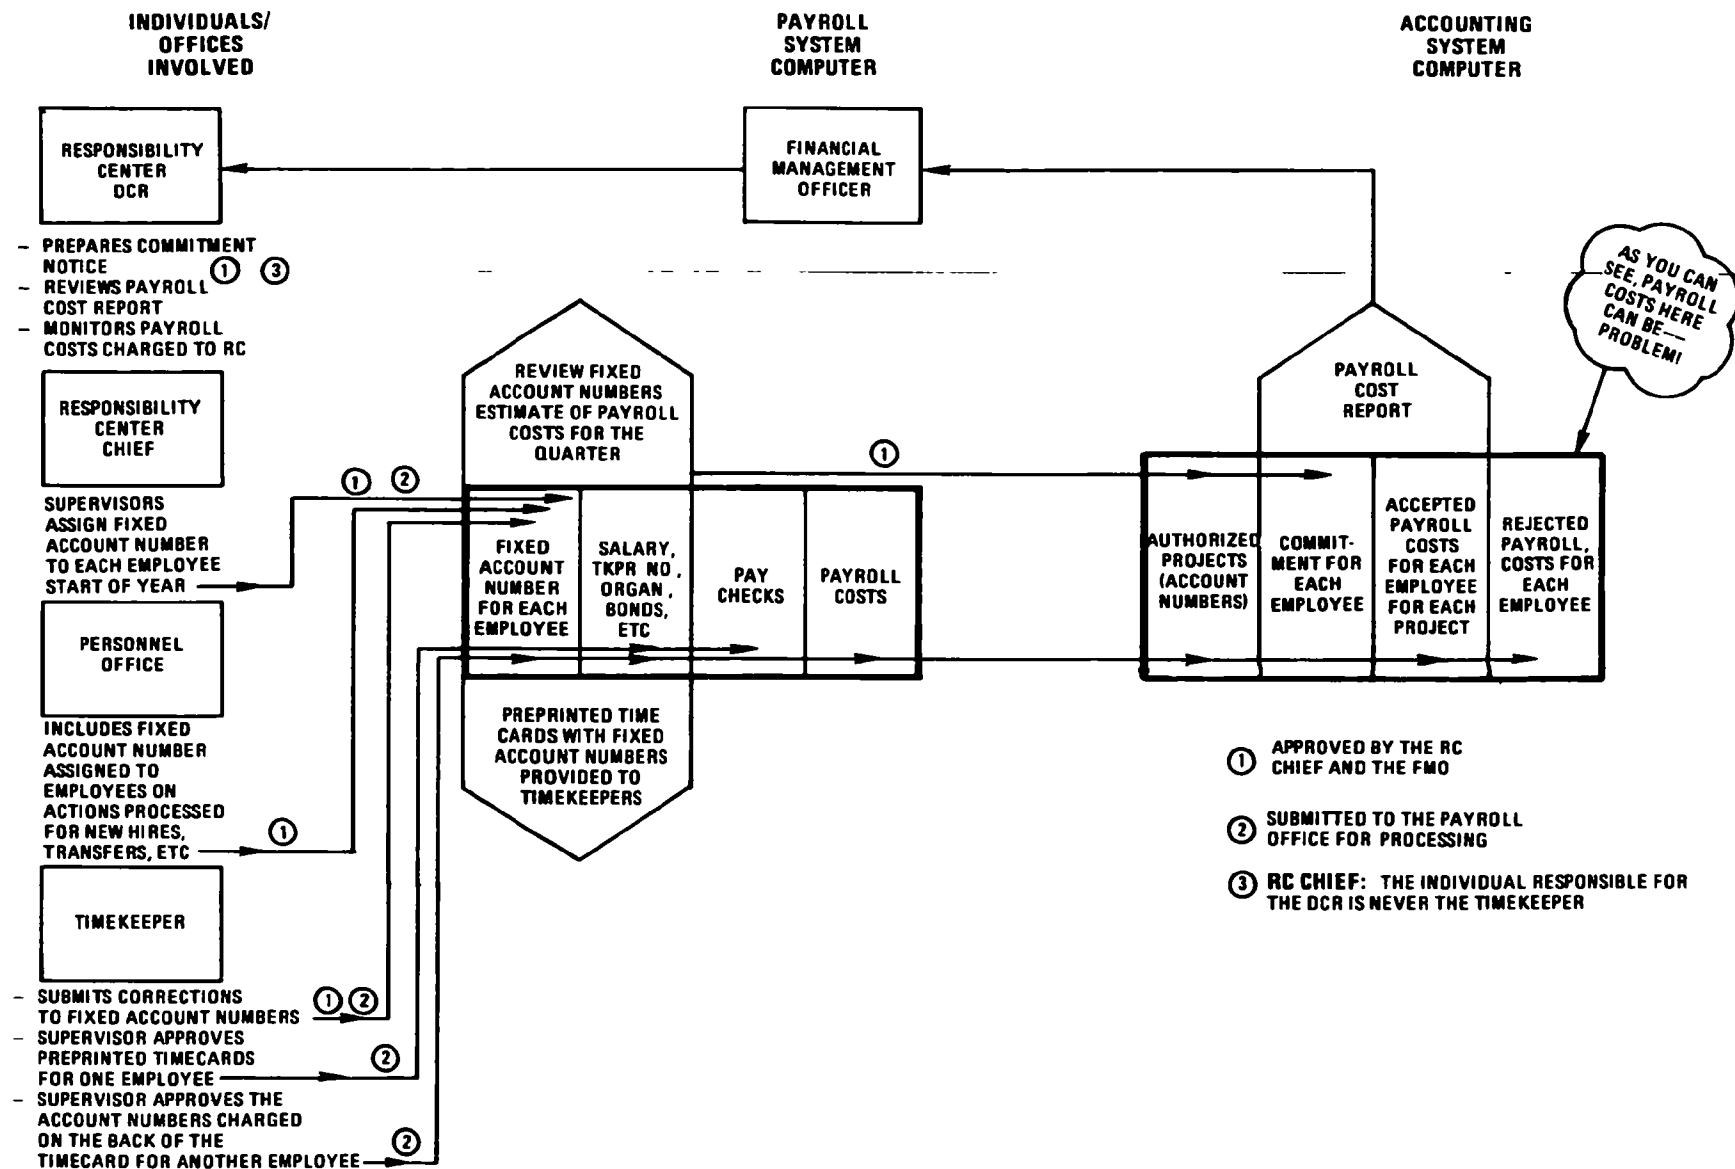 INDIVIDUALS/
OFFICES
INVOLVED
PAYROLL
SYSTEM
COMPUTER
ACCOUNTING
SYSTEM
COMPUTER
RESPONSIBILITY
CENTER
DCR
FINANCIAL
MANAGEMENT
OFFICER
- PREPARES COMMITMENT
NOTICE ① ③
- REVIEWS PAYROLL
COST REPORT
- MONITORS PAYROLL
COSTS CHARGED TO RC
AS YOU CAN
SEE, PAYROLL
COSTS HERE
CAN BE—
PROBLEM!
RESPONSIBILITY
CENTER
CHIEF
SUPERVISORS
ASSIGN FIXED
ACCOUNT NUMBER
TO EACH EMPLOYEE
START OF YEAR
① ②
PERSONNEL
OFFICE
INCLUDES FIXED
ACCOUNT NUMBER
ASSIGNED TO
EMPLOYEES ON
ACTIONS PROCESSED
FOR NEW HIRES,
TRANSFERS, ETC
①
TIMEKEEPER
- SUBMITS CORRECTIONS
TO FIXED ACCOUNT NUMBERS
① ②
- SUPERVISOR APPROVES
PREPRINTED TIMECARDS
FOR ONE EMPLOYEE
②
- SUPERVISOR APPROVES THE
ACCOUNT NUMBERS CHARGED
ON THE BACK OF THE
TIMECARD FOR ANOTHER EMPLOYEE
②
REVIEW FIXED
ACCOUNT NUMBERS
ESTIMATE OF PAYROLL
COSTS FOR THE
QUARTER
①
FIXED
ACCOUNT
NUMBER
FOR EACH
EMPLOYEE
SALARY,
TKPR NO,
ORGAN,
BONDS,
ETC
PAY
CHECKS
PAYROLL
COSTS
PREPRINTED TIME
CARDS WITH FIXED
ACCOUNT NUMBERS
PROVIDED TO
TIMEKEEPERS
PAYROLL
COST
REPORT
AUTHORIZED
PROJECTS
(ACCOUNT
NUMBERS)
COMMIT-
MENT FOR
EACH
EMPLOYEE
ACCEPTED
PAYROLL
COSTS
FOR EACH
EMPLOYEE
FOR EACH
PROJECT
REJECTED
PAYROLL,
COSTS FOR
EACH
EMPLOYEE
① APPROVED BY THE RC
CHIEF AND THE FMO
② SUBMITTED TO THE PAYROLL
OFFICE FOR PROCESSING
③ RC CHIEF: THE INDIVIDUAL RESPONSIBLE FOR
THE DCR IS NEVER THE TIMEKEEPER